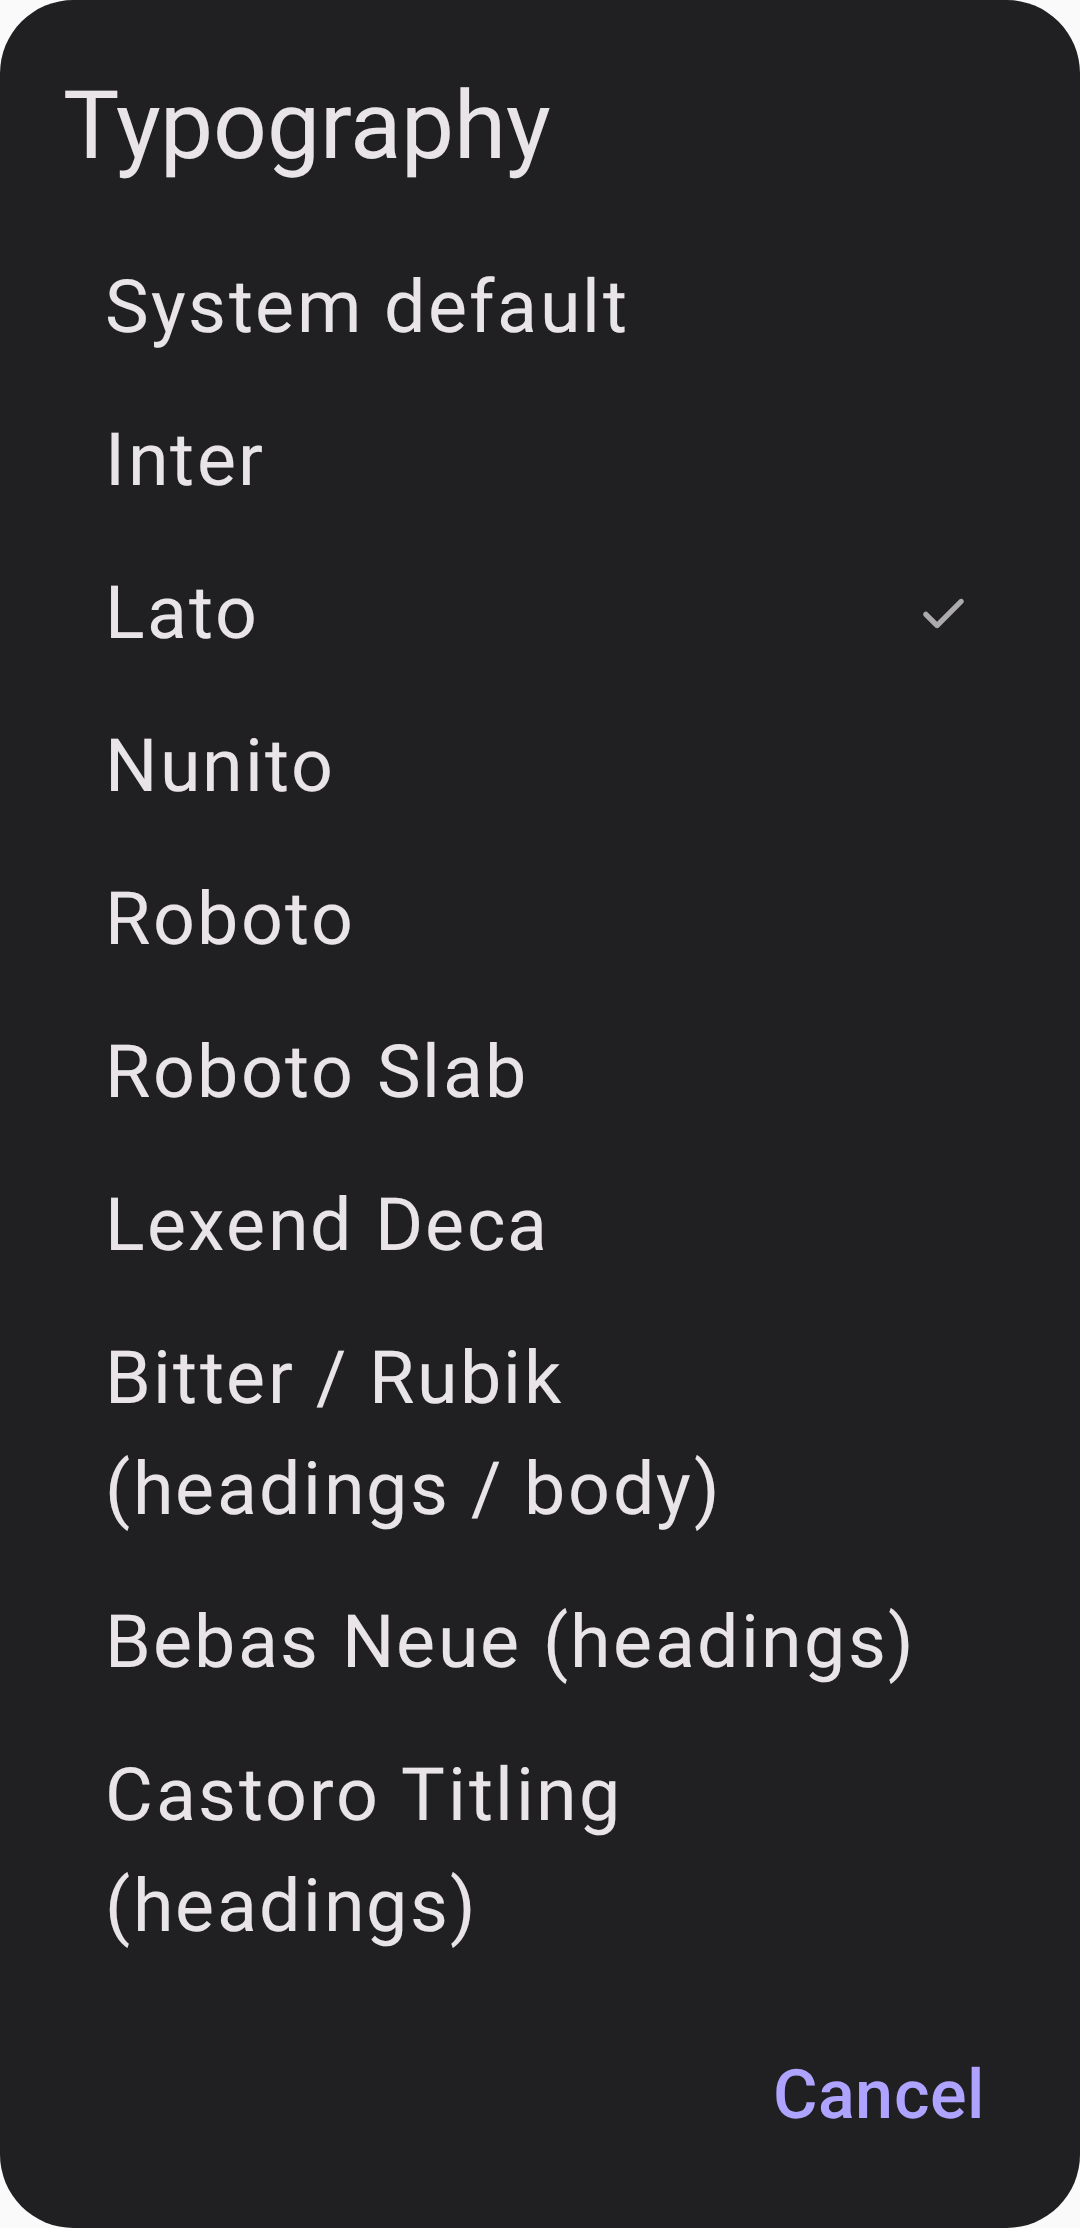 Typography
System default
Inter
Lato
Nunito
Roboto
Roboto Slab
Lexend Deca
Bitter / Rubik
(headings / body)
Bebas Neue (headings)
Castoro Titling
(headings)
Cancel